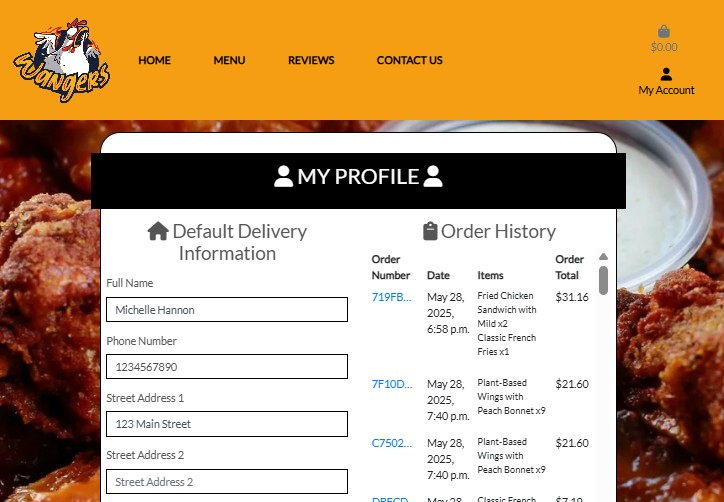 Wangers
HOME
MENU
REVIEWS
CONTACT US
$0.00
My Account
MY PROFILE
Default Delivery
Information
Full Name
Michelle Hannon
Phone Number
1234567890
Street Address 1
123 Main Street
Street Address 2
Street Address 2
Order History
Order
Number
Date
Items
Order
Total
719FB...
May 28,
2025,
6:58 p.m.
Fried Chicken
Sandwich with
Mild x2
Classic French
Fries x1
$31.16
7F10D...
May 28,
2025,
7:40 p.m.
Plant-Based
Wings with
Peach Bonnet x9
$21.60
C7502...
May 28,
2025,
7:40 p.m.
Plant-Based
Wings with
Peach Bonnet x9
$21.60
May 28,
Classic French
$7.19